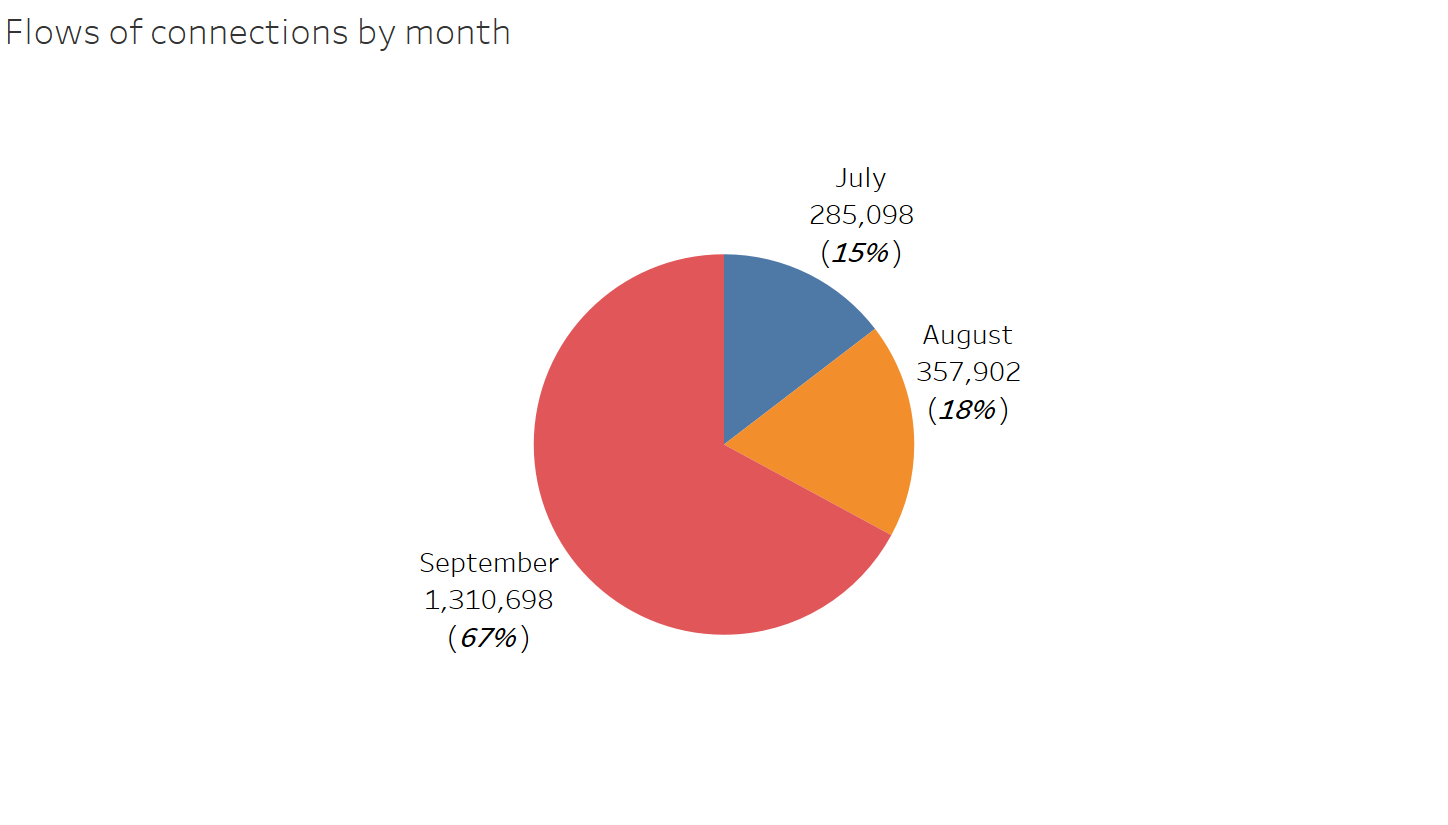 Flows of connections by month
July
285,098
(15%)
August
357,902
(18%)
September
1,310,698
(67%)